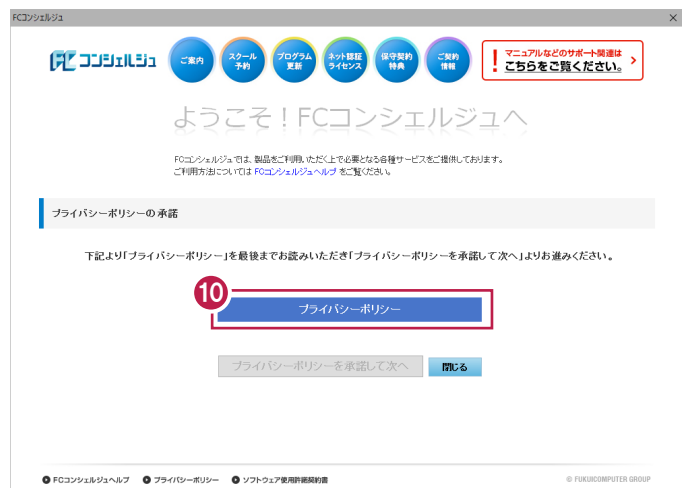 FCコンシェルジュ
FC コンシェルジュ
ご案内
スクール
予約
プログラム
更新
ネット認証
ライセンス
保守契約
特典
ご契約
情報
! マニュアルなどのサポート関連は
こちらをご覧ください。
ようこそ！FCコンシェルジュへ
FCコンシェルジュでは、製品をご利用いただく上で必要となる各種サービスをご提供しております。
ご利用方法については FCコンシェルジュヘルプ をご覧ください。
プライバシーポリシーの承諾
下記より「プライバシーポリシー」を最後までお読みいただき「プライバシーポリシーを承諾して次へ」よりお進みください。
10
プライバシーポリシー
プライバシーポリシーを承諾して次へ
閉じる
FCコンシェルジュヘルプ プライバシーポリシー ソフトウェア使用許諾契約書
© FUKUICOMPUTER GROUP